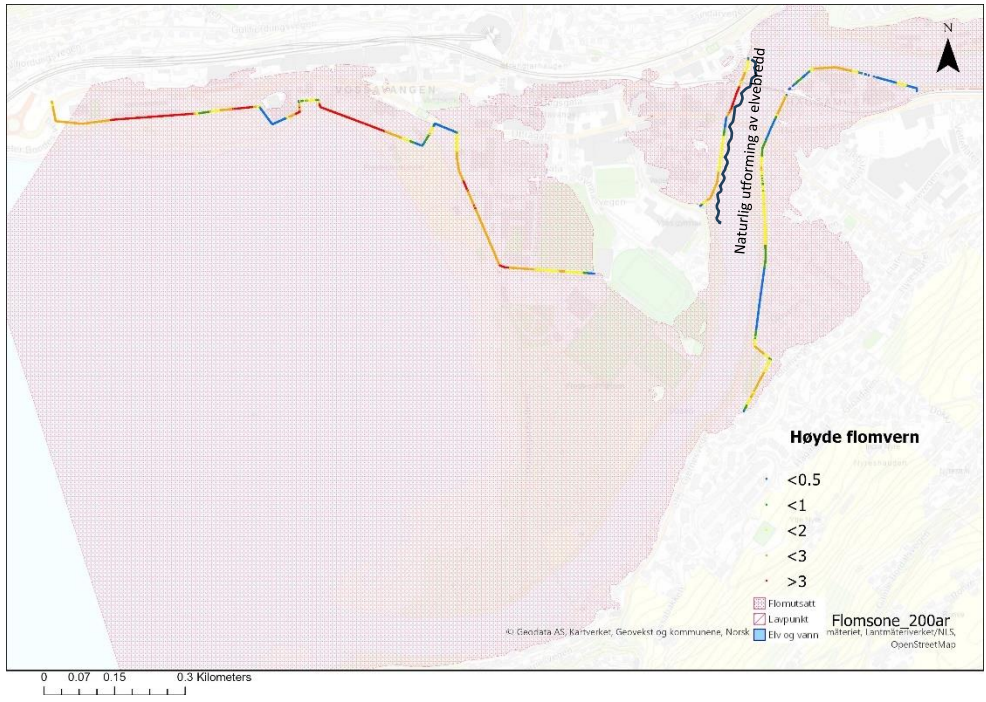 VOSSAVANGEN
N
Naturlig utforming av elvebredd
Høyde flomvern
<0.5
<1
<2
<3
>3
Flomutsatt
Lavpunkt
Elv og vann
Flomsone_200ar
© Geodata AS, Kartverket, Geovekst og kommunene, Norsk
måteriet, Lantmäteriverket/NLS,
OpenStreetMap
0 0.07 0.15 0.3 Kilometers